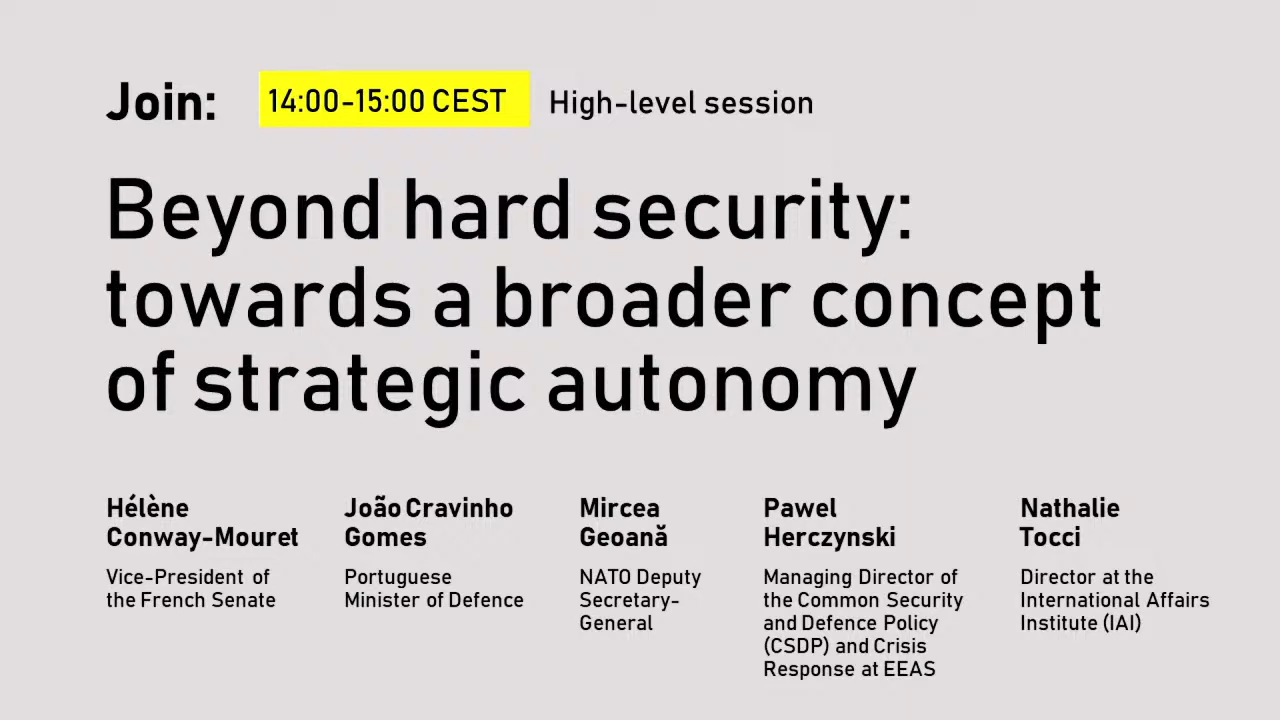 Join: 14:00-15:00 CEST High-level session
Beyond hard security:
towards a broader concept
of strategic autonomy
Hélène
Conway-Mouret
Vice-President of
the French Senate
João Cravinho
Gomes
Portuguese
Minister of Defence
Mircea
Geoană
NATO Deputy
Secretary-
General
Pawel
Herczynski
Managing Director of
the Common Security
and Defence Policy
(CSDP) and Crisis
Response at EEAS
Nathalie
Tocci
Director at the
International Affairs
Institute (IAI)